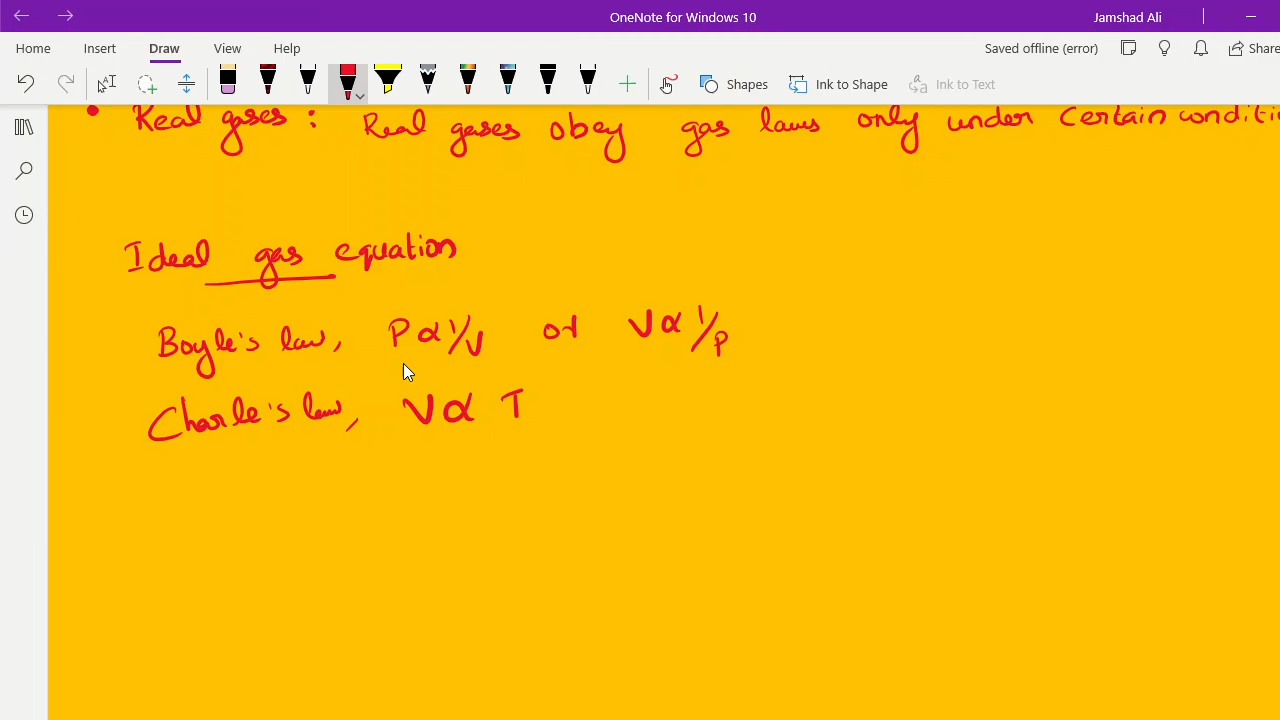 OneNote for Windows 10
Jamshad Ali
Home Insert Draw View Help
Saved offline (error)
Share
Shapes
Ink to Shape
Ink to Text
• Real gases : Real gases obey gas laws only under certain conditi
Ideal gas equation
Boyle's law, P α 1/V or V α 1/P
Charle's law, V α T